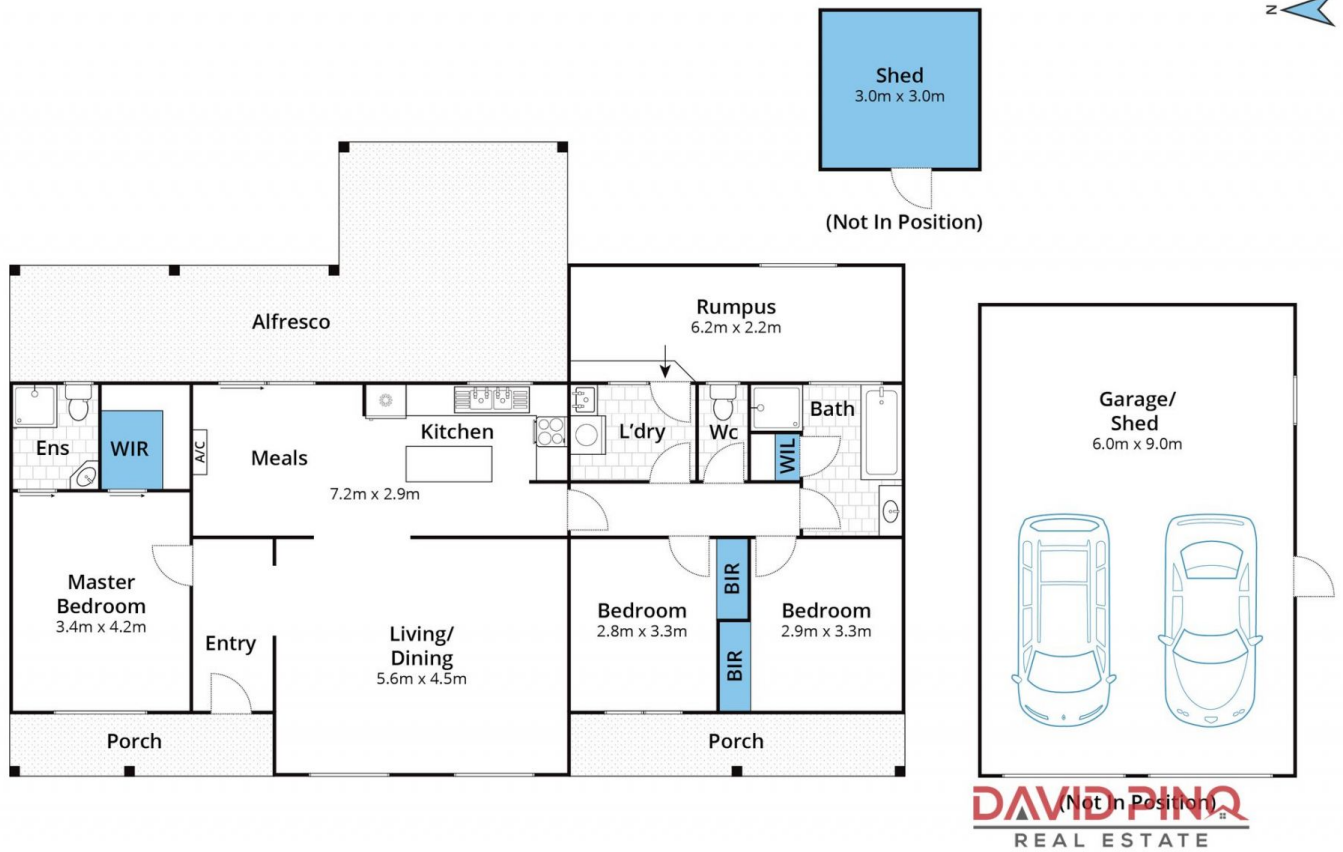 N
Shed
3.0m x 3.0m
(Not In Position)
Alfresco
Rumpus
6.2m x 2.2m
Garage/
Shed
6.0m x 9.0m
Ens
WIR
A/C
Meals
Kitchen
7.2m x 2.9m
L'dry
Wc
WIL
Bath
Master
Bedroom
3.4m x 4.2m
Entry
Living/
Dining
5.6m x 4.5m
Bedroom
2.8m x 3.3m
BIR
BIR
Bedroom
2.9m x 3.3m
Porch
Porch
(Not In Position)
DAVID PINQ
REAL ESTATE